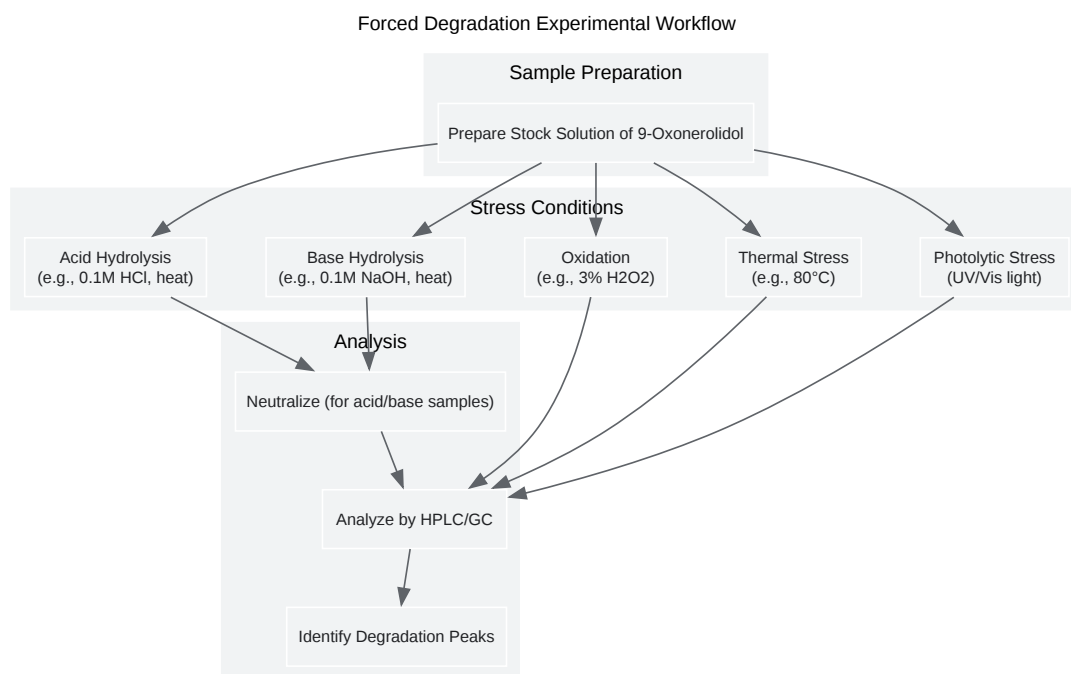 Forced Degradation Experimental Workflow
Sample Preparation
Prepare Stock Solution of 9-Oxonerolidol
Stress Conditions
Acid Hydrolysis
(e.g., 0.1M HCl, heat)
Base Hydrolysis
(e.g., 0.1M NaOH, heat)
Oxidation
(e.g., 3% H2O2)
Thermal Stress
(e.g., 80°C)
Photolytic Stress
(UV/Vis light)
Analysis
Neutralize (for acid/base samples)
Analyze by HPLC/GC
Identify Degradation Peaks